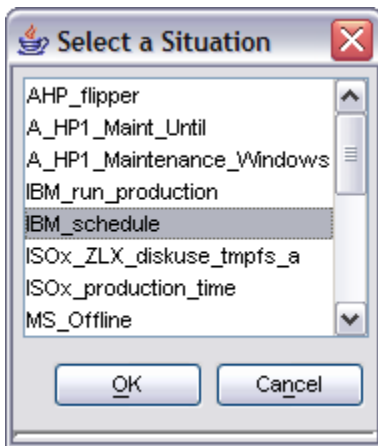 Select a Situation
AHP_flipper
A_HP1_Maint_Until
A_HP1_Maintenance_Windows
IBM_run_production
IBM_schedule
ISOx_ZLX_diskuse_tmpfs_a
ISOx_production_time
MS_Offline
OK
Cancel